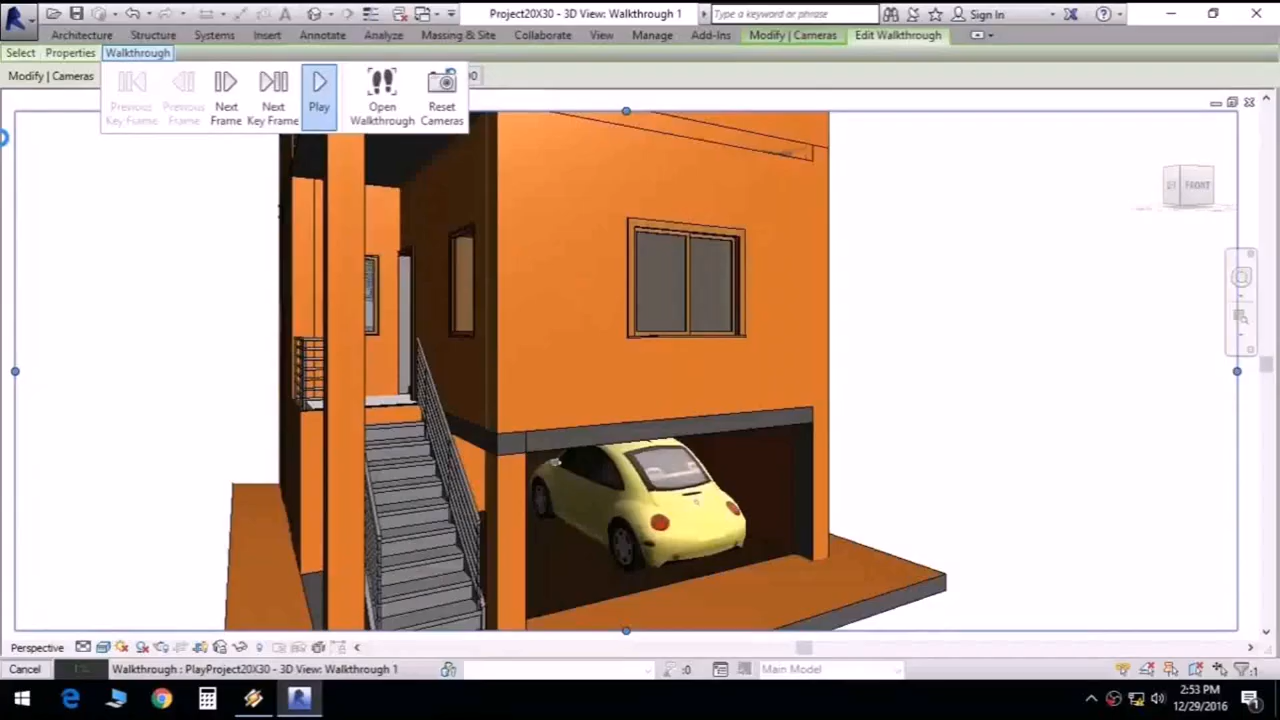 Project20X30 - 3D View: Walkthrough 1
Type a keyword or phrase
Sign In
Architecture Structure Systems Insert Annotate Analyze Massing & Site Collaborate View Manage Add-Ins Modify | Cameras Edit Walkthrough
Select Properties Walkthrough
Modify | Cameras
Previous Key Frame
Previous Frame
Next Frame
Next Key Frame
Play
Open Walkthrough
Reset Cameras
FRONT
Perspective
Cancel
Walkthrough : PlayProject20X30 - 3D View: Walkthrough 1
:0
Main Model
:1
2:53 PM
12/29/2016